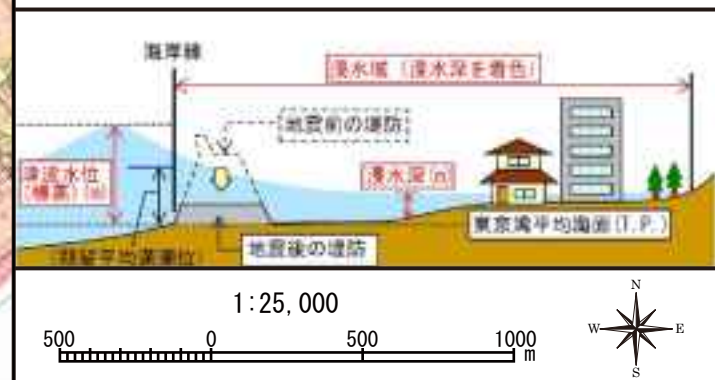 海岸線
浸水域 (浸水深を着色)
地震前の堤防
津波水位
(標高)(m)
浸水深(m)
東京湾平均海面(T.P.)
(朔望平均満潮位)
地震後の堤防
1:25,000
500 0 500 1000
m
N
W E
S